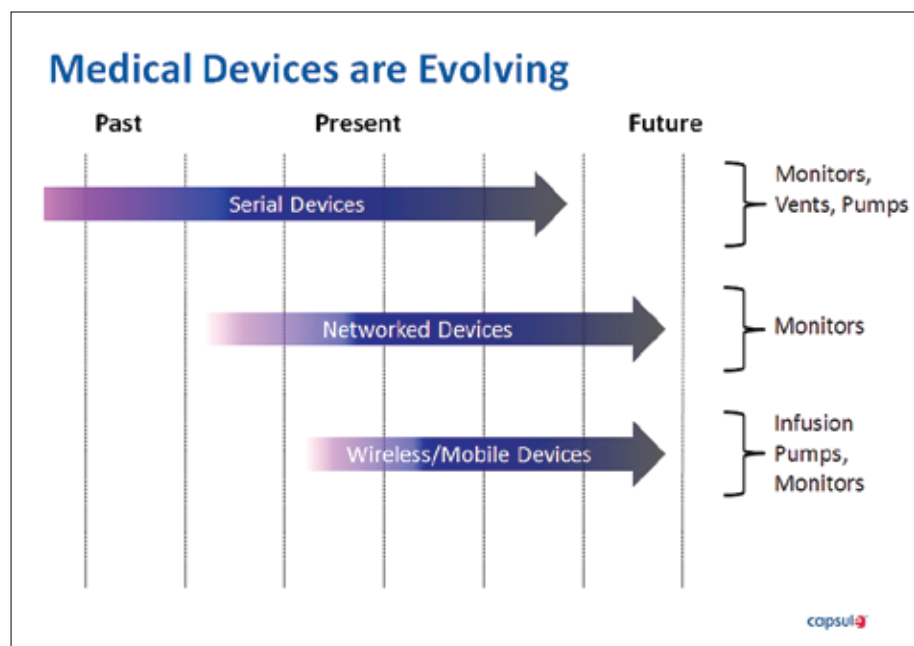 Medical Devices are Evolving
Past Present Future
Serial Devices
Monitors,
Vents, Pumps
Networked Devices
Monitors
Wireless/Mobile Devices
Infusion
Pumps,
Monitors
capsule